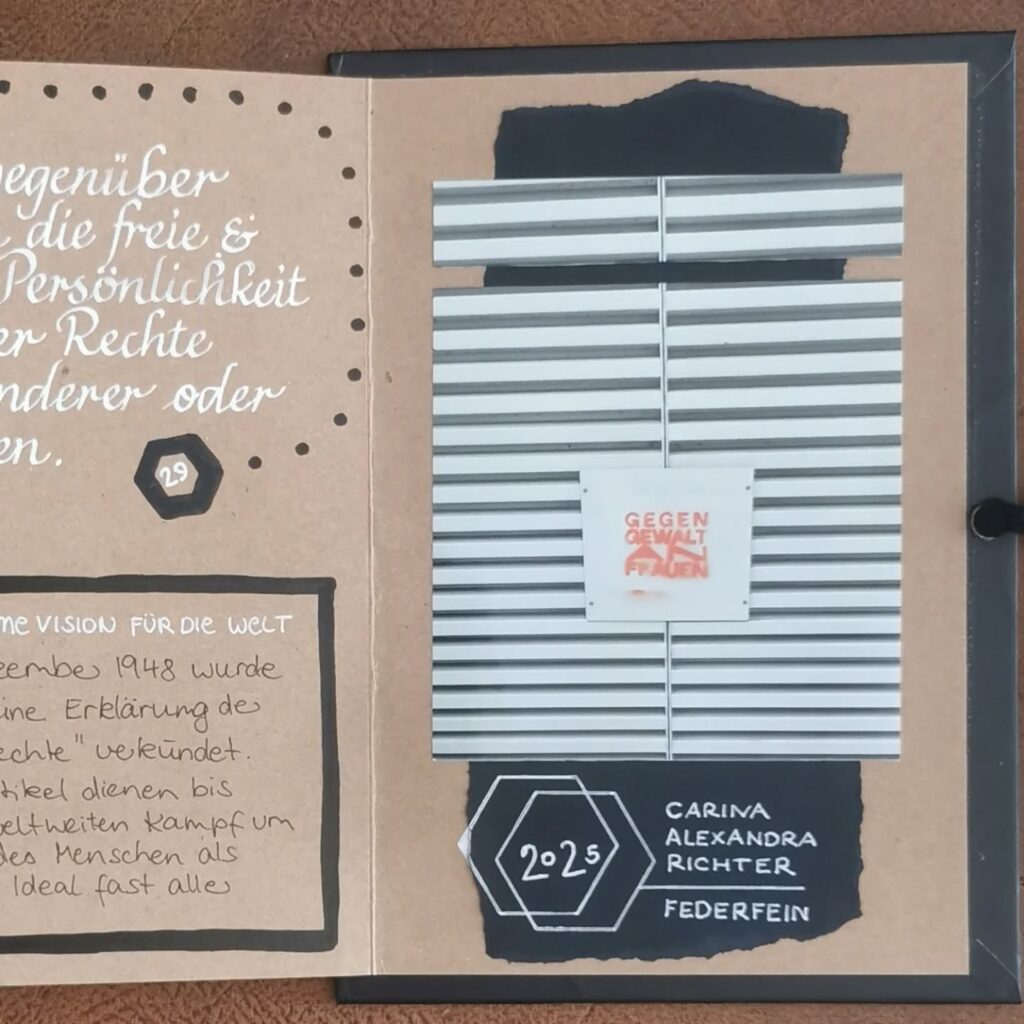 gegenüber
die freie &
Persönlichkeit
er Rechte
nderer oder
en.
29
ME VISION FÜR DIE WELT
zembe 1948 wurde
ine Erklärung de
echte" verkündet.
tikel dienen bis
weltweiten Kampf um
des Menschen als
Ideal fast alle
GEGEN
GEWALT
AN
FRAUEN
2025
CARINA
ALEXANDRA
RICHTER
FEDERFEIN